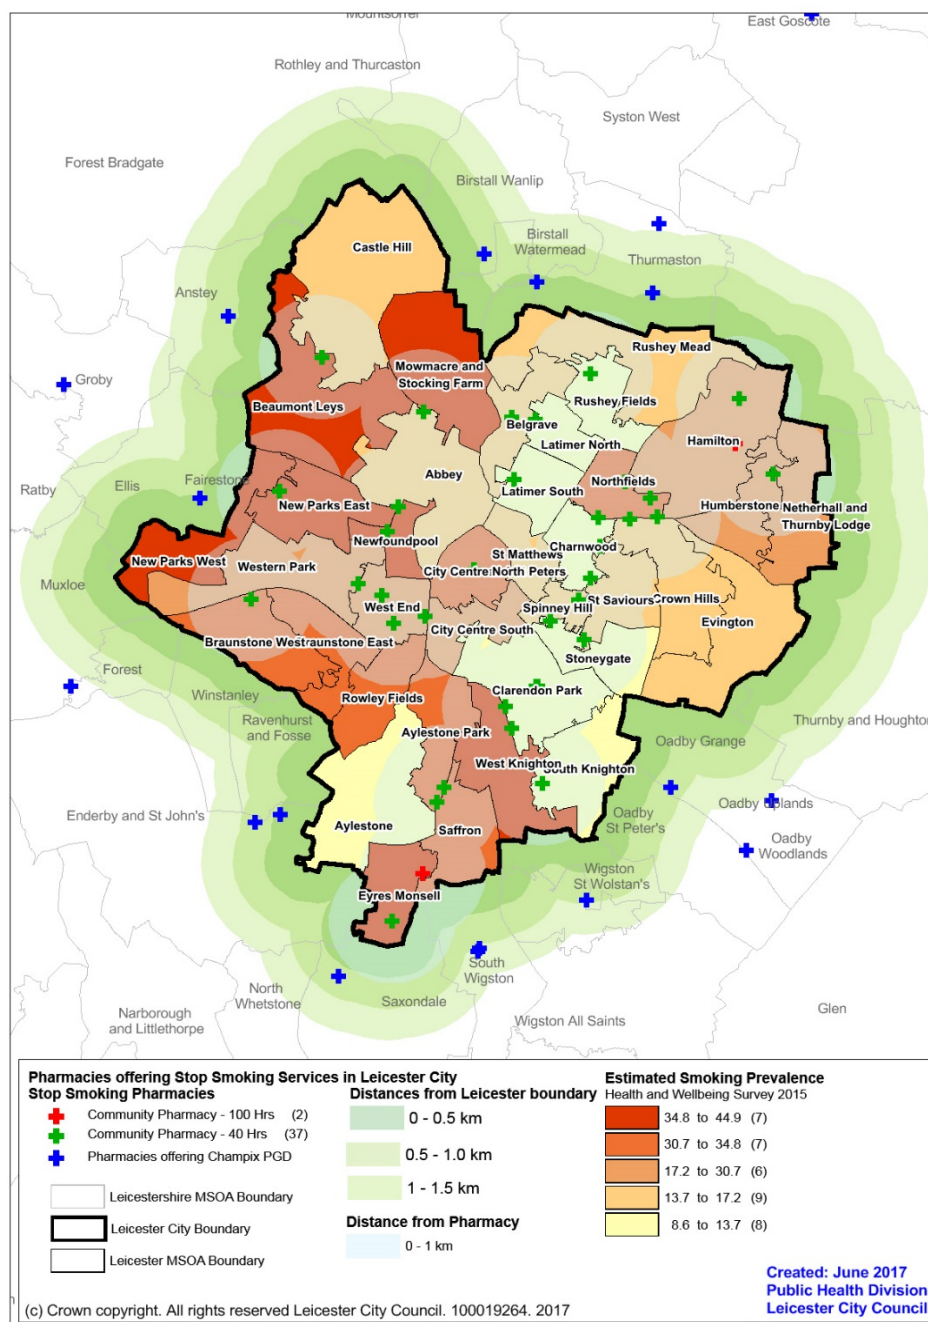 Mountsorrel
East Goscote
Rothley and Thurcaston
Syston West
Forest Bradgate
Birstall Wanlip
Birstall
Watermead
Castle Hill
Thurmaston
Anstey
Rushey Mead
Mowmacre and
Stocking Farm
Groby
Rushey Fields
Beaumont Leys
Belgrave
Latimer North
Hamilton
Abbey
Ratby
Ellis
Fairestone
New Parks East
Latimer South
Northfields
Humberstone
Netherhall and
Thurnby Lodge
Newfoundpool
St Matthews
Charnwood
New Parks West
Western Park
City Centre North
Peters
Muxloe
West End
Spinney Hill
St Saviours
Crown Hills
Evington
Braunstone West
raunstone East
City Centre South
Stoneygate
Forest
Winstanley
Rowley Fields
Clarendon Park
Ravenhurst
and Fosse
Aylestone Park
Thurnby and Houghton
Oadby Grange
West Knighton
South Knighton
Enderby and St John's
Oadby Uplands
Aylestone
Saffron
Oadby
St Peter's
Oadby
Woodlands
Wigston
St Wolstan's
Eyres Monsell
South
Wigston
North
Whetstone
Saxondale
Narborough
and Littlethorpe
Wigston All Saints
Glen
Pharmacies offering Stop Smoking Services in Leicester City
Stop Smoking Pharmacies
Community Pharmacy - 100 Hrs (2)
Community Pharmacy - 40 Hrs (37)
Pharmacies offering Champix PGD
Leicestershire MSOA Boundary
Leicester City Boundary
Leicester MSOA Boundary
Distances from Leicester boundary
0 - 0.5 km
0.5 - 1.0 km
1 - 1.5 km
Distance from Pharmacy
0 - 1 km
Estimated Smoking Prevalence
Health and Wellbeing Survey 2015
34.8 to 44.9 (7)
30.7 to 34.8 (7)
17.2 to 30.7 (6)
13.7 to 17.2 (9)
8.6 to 13.7 (8)
Created: June 2017
Public Health Division
Leicester City Council
(c) Crown copyright. All rights reserved Leicester City Council. 100019264. 2017